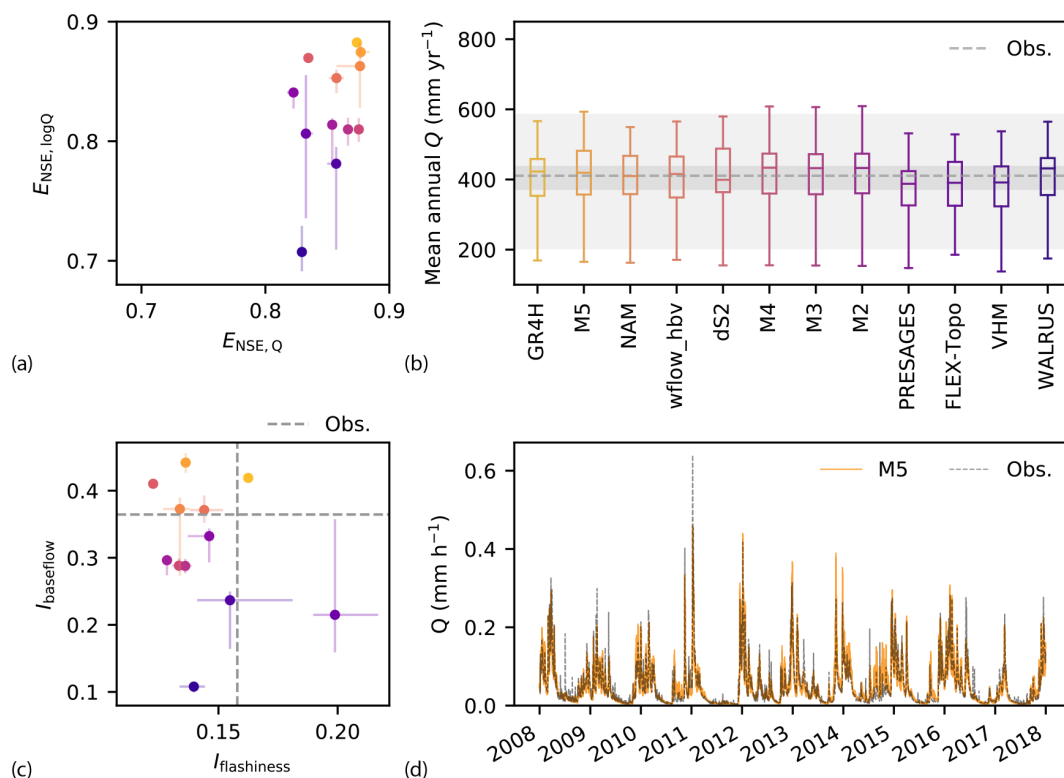 0.9
0.8
0.7
E_NSE, logQ
0.7 0.8 0.9
E_NSE, Q
(a)
Mean annual Q (mm yr⁻¹)
800
600
400
200
Obs.
GR4H
M5
NAM
wflow_hbv
dS2
M4
M3
M2
PRESAGES
FLEX-Topo
VHM
WALRUS
(b)
Obs.
I_baseflow
0.4
0.3
0.2
0.1
0.15 0.20
I_flashiness
(c)
Q (mm h⁻¹)
0.6
0.4
0.2
0.0
M5 Obs.
2008 2009 2010 2011 2012 2013 2014 2015 2016 2017 2018
(d)